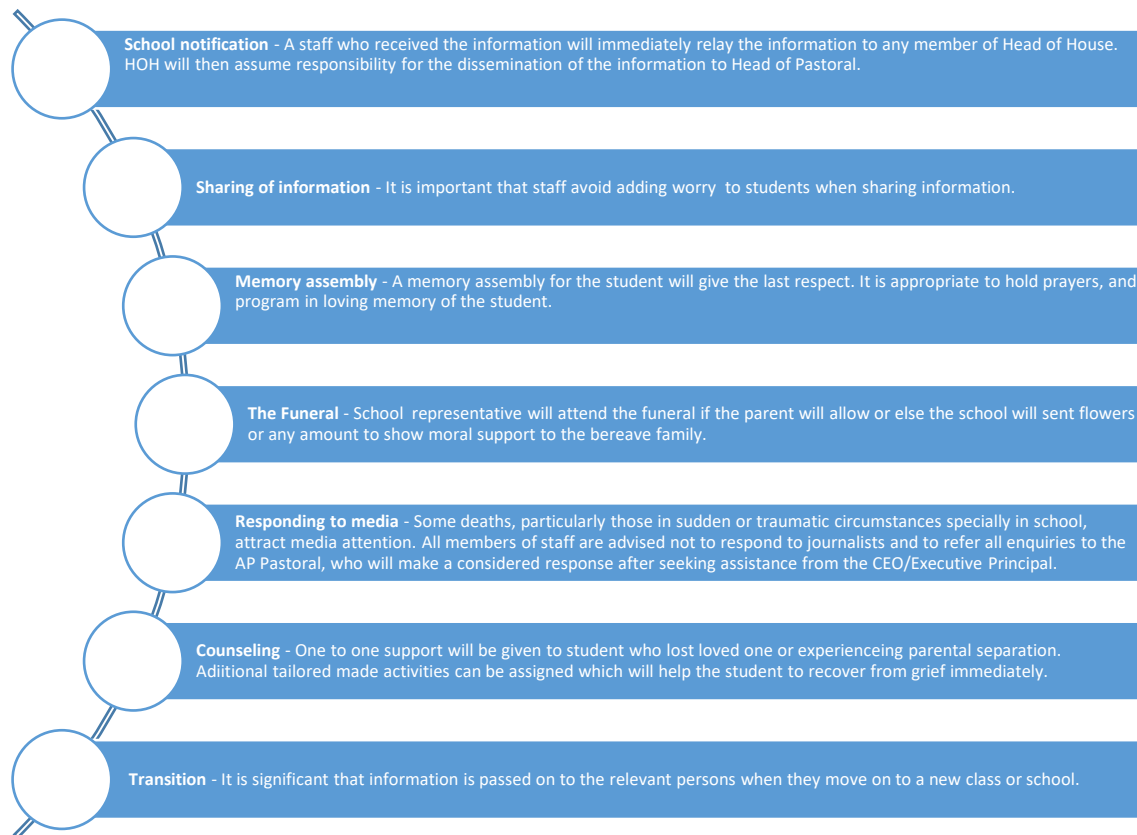 School notification - A staff who received the information will immediately relay the information to any member of Head of House.
HOH will then assume responsibility for the dissemination of the information to Head of Pastoral.
Sharing of information - It is important that staff avoid adding worry to students when sharing information.
Memory assembly - A memory assembly for the student will give the last respect. It is appropriate to hold prayers, and
program in loving memory of the student.
The Funeral - School representative will attend the funeral if the parent will allow or else the school will sent flowers
or any amount to show moral support to the bereave family.
Responding to media - Some deaths, particularly those in sudden or traumatic circumstances specially in school,
attract media attention. All members of staff are advised not to respond to journalists and to refer all enquiries to the
AP Pastoral, who will make a considered response after seeking assistance from the CEO/Executive Principal.
Counseling - One to one support will be given to student who lost loved one or experienceing parental separation.
Adiitional tailored made activities can be assigned which will help the student to recover from grief immediately.
Transition - It is significant that information is passed on to the relevant persons when they move on to a new class or school.